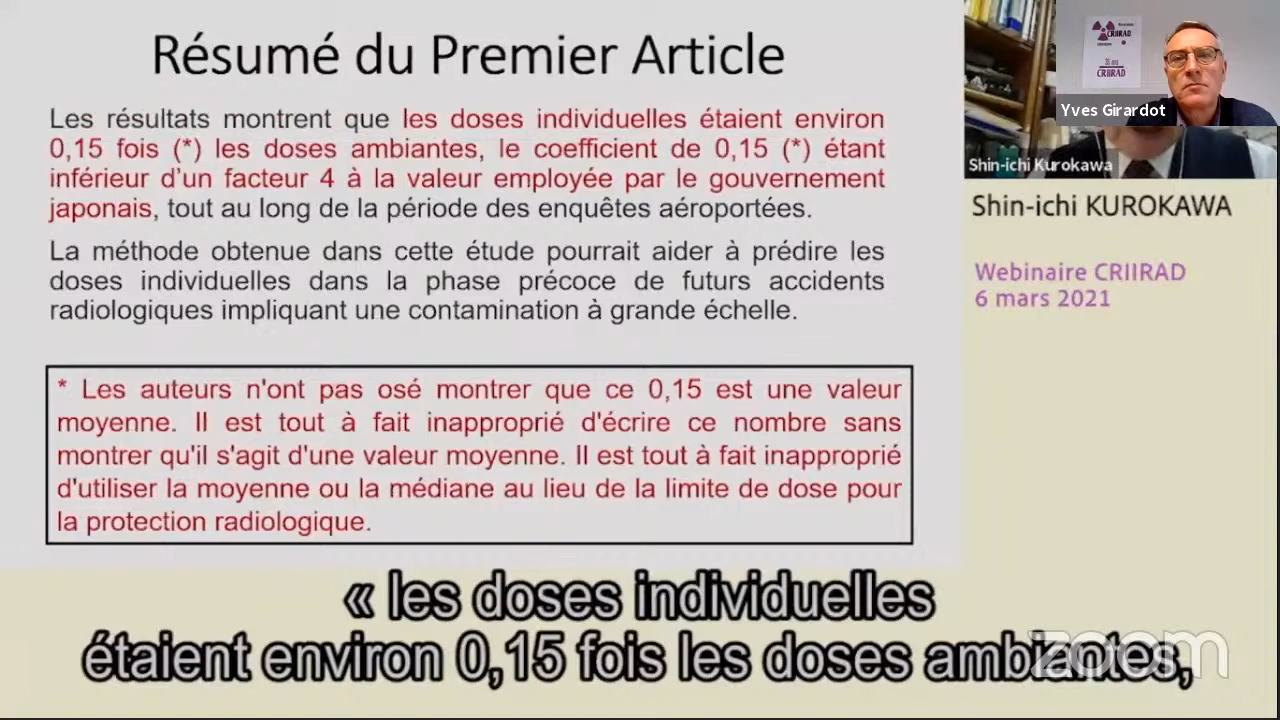 Résumé du Premier Article
Les résultats montrent que les doses individuelles étaient environ
0,15 fois (*) les doses ambiantes, le coefficient de 0,15 (*) étant
inférieur d'un facteur 4 à la valeur employée par le gouvernement
japonais, tout au long de la période des enquêtes aéroportées.
La méthode obtenue dans cette étude pourrait aider à prédire les
doses individuelles dans la phase précoce de futurs accidents
radiologiques impliquant une contamination à grande échelle.
* Les auteurs n'ont pas osé montrer que ce 0,15 est une valeur
moyenne. Il est tout à fait inapproprié d'écrire ce nombre sans
montrer qu'il s'agit d'une valeur moyenne. Il est tout à fait inapproprié
d'utiliser la moyenne ou la médiane au lieu de la limite de dose pour
la protection radiologique.
CRIIRAD
CRIIRAD
Yves Girardot
Shin-ichi Kurokawa
Shin-ichi KUROKAWA
Webinaire CRIIRAD
6 mars 2021
« les doses individuelles
étaient environ 0,15 fois les doses ambiantes,
zoom